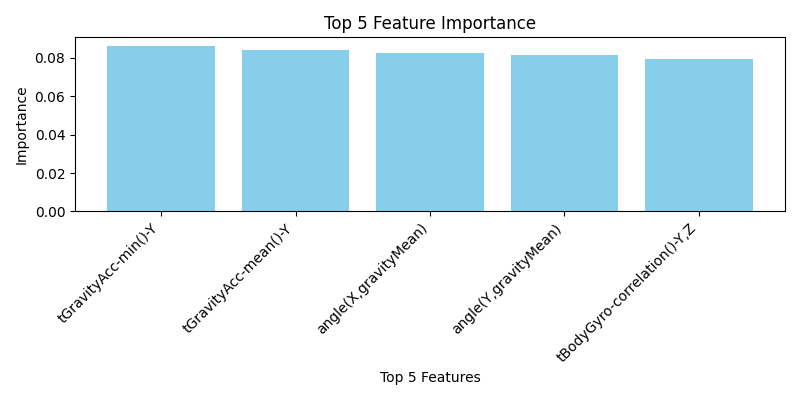 Top 5 Feature Importance
Importance
0.08
0.06
0.04
0.02
0.00
tGravityAcc-min()-Y
tGravityAcc-mean()-Y
angle(X,gravityMean)
angle(Y,gravityMean)
tBodyGyro-correlation()-Y,Z
Top 5 Features